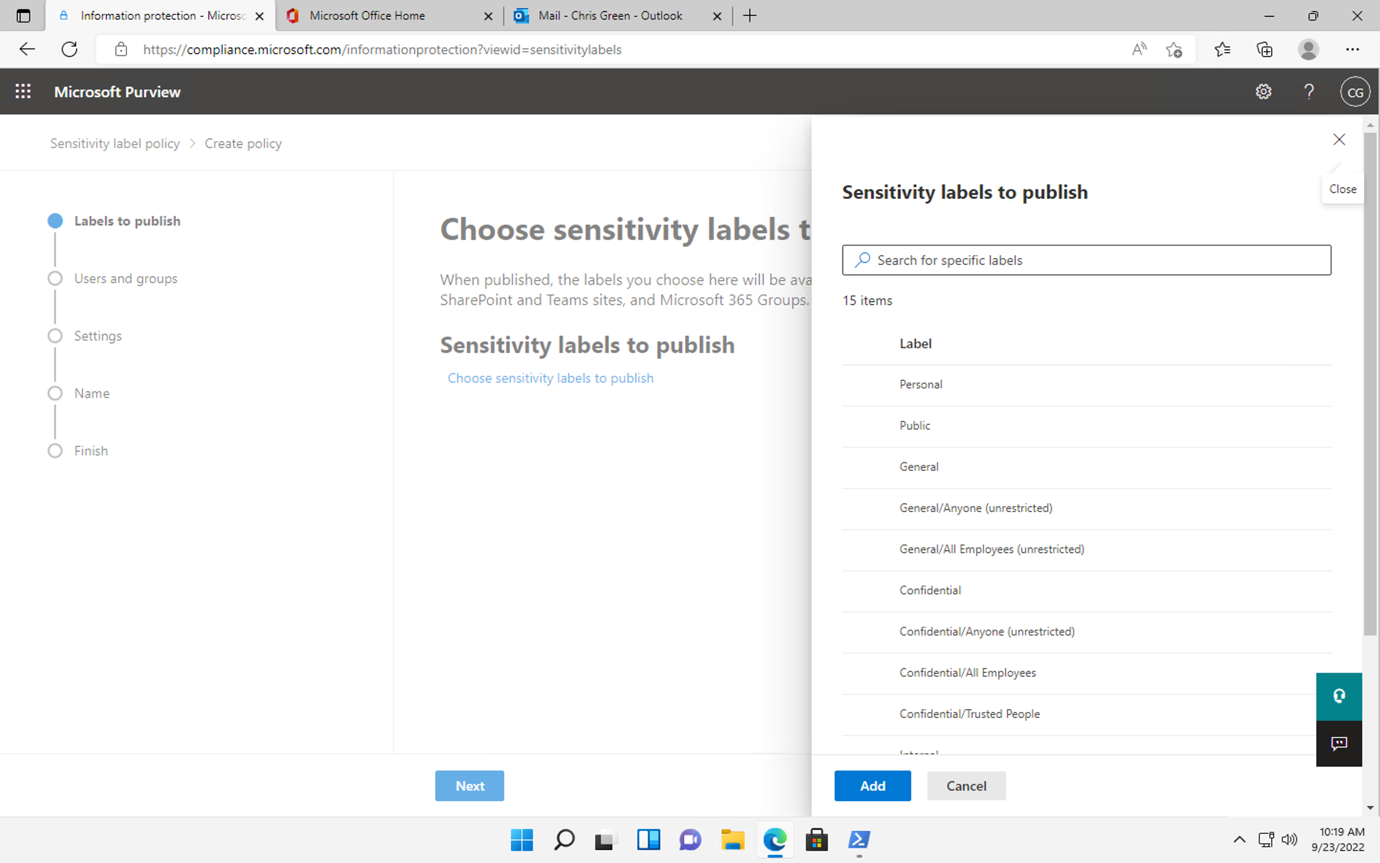 Information protection - Microso
Microsoft Office Home
Mail - Chris Green - Outlook
https://compliance.microsoft.com/informationprotection?viewid=sensitivitylabels
Microsoft Purview
CG
Sensitivity label policy > Create policy
Close
Sensitivity labels to publish
Search for specific labels
15 items
Label
Personal
Public
General
General/Anyone (unrestricted)
General/All Employees (unrestricted)
Confidential
Confidential/Anyone (unrestricted)
Confidential/All Employees
Confidential/Trusted People
Internal
Add
Cancel
Labels to publish
Users and groups
Settings
Name
Finish
Choose sensitivity labels t
When published, the labels you choose here will be ava
SharePoint and Teams sites, and Microsoft 365 Groups.
Sensitivity labels to publish
Choose sensitivity labels to publish
Next
10:19 AM
9/23/2022